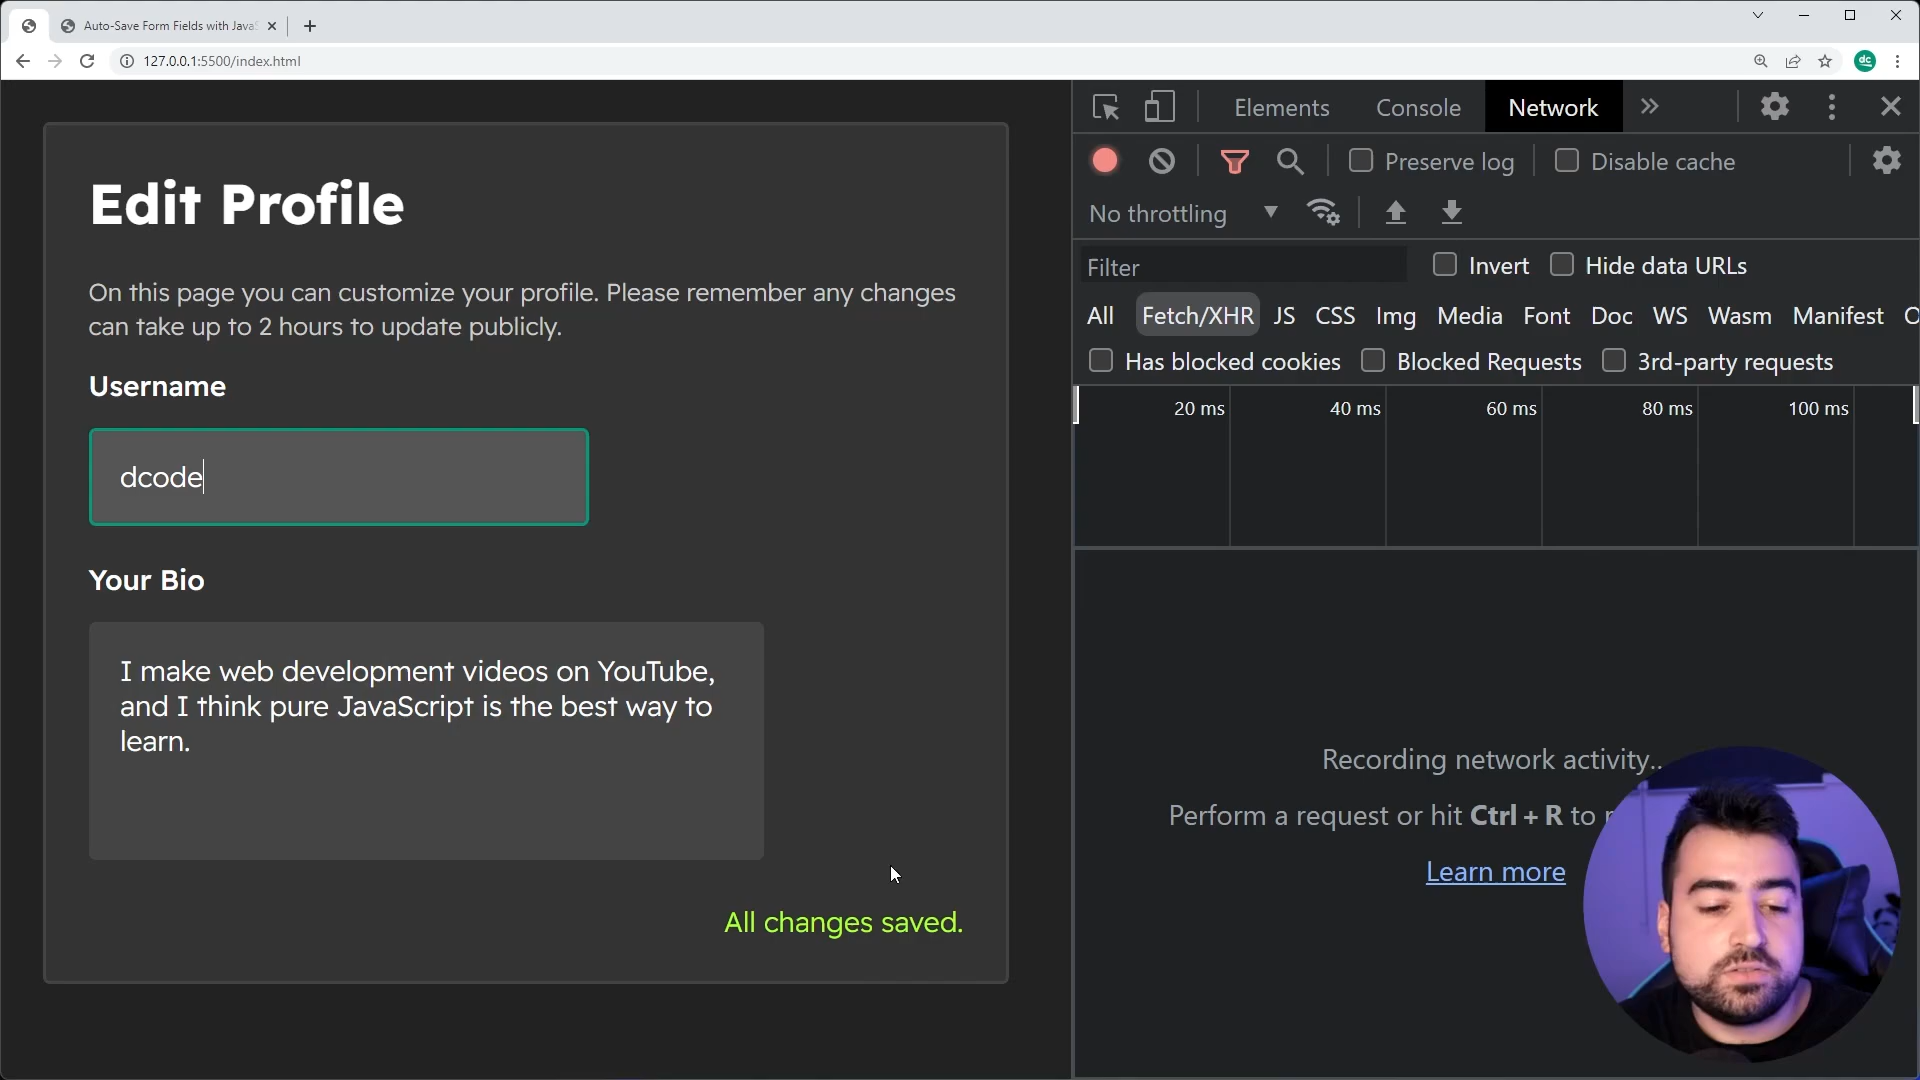 Auto-Save Form Fields with Java
127.0.0.1:5500/index.html
dc
Edit Profile
On this page you can customize your profile. Please remember any changes
can take up to 2 hours to update publicly.
Username
dcode
Your Bio
I make web development videos on YouTube,
and I think pure JavaScript is the best way to
learn.
All changes saved.
Elements Console Network
Preserve log Disable cache
No throttling
Filter Invert Hide data URLs
All Fetch/XHR JS CSS Img Media Font Doc WS Wasm Manifest
Has blocked cookies Blocked Requests 3rd-party requests
20 ms 40 ms 60 ms 80 ms 100 ms
Recording network activity..
Perform a request or hit Ctrl + R to
Learn more